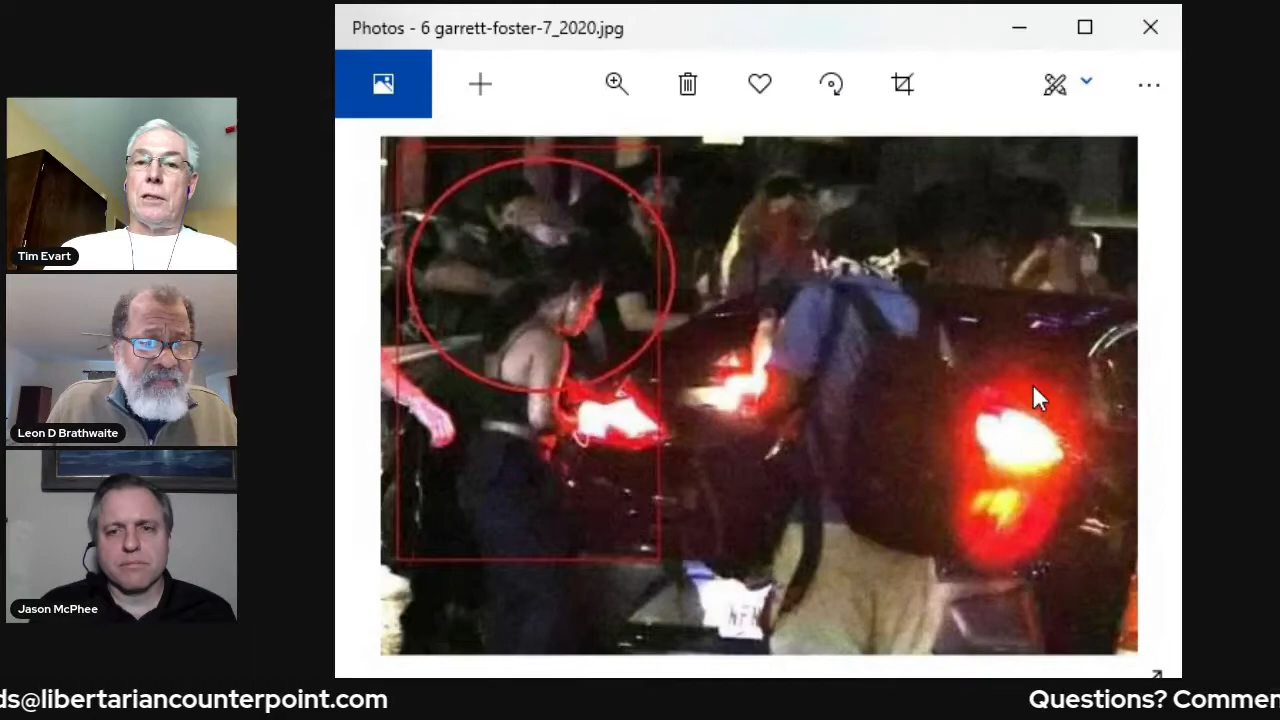 Photos - 6 garrett-foster-7_2020.jpg
Tim Evart
Leon D Brathwaite
Jason McPhee
ds@libertariancounterpoint.com
Questions? Commen